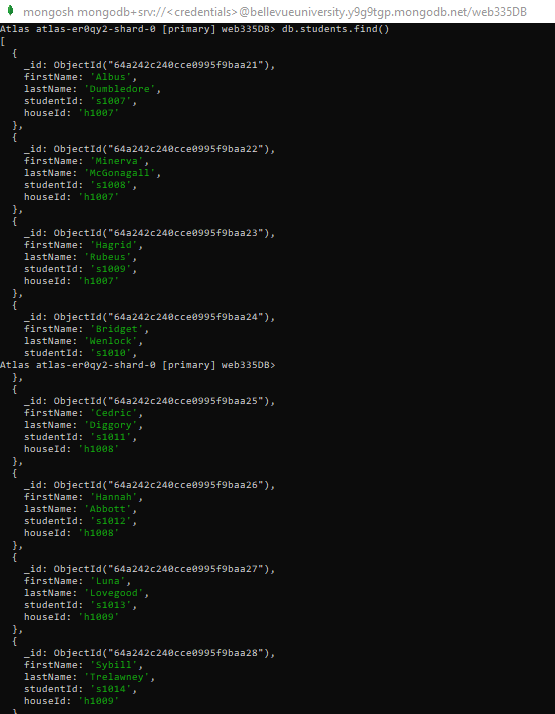 mongosh mongodb+srv://<credentials>@bellevueuniversity.y9g9tgp.mongodb.net/web335DB
Atlas atlas-er0qy2-shard-0 [primary] web335DB> db.students.find()
[
  {
    _id: ObjectId("64a242c240cce0995f9baa21"),
    firstName: 'Albus',
    lastName: 'Dumbledore',
    studentId: 's1007',
    houseId: 'h1007'
  },
  {
    _id: ObjectId("64a242c240cce0995f9baa22"),
    firstName: 'Minerva',
    lastName: 'McGonagall',
    studentId: 's1008',
    houseId: 'h1007'
  },
  {
    _id: ObjectId("64a242c240cce0995f9baa23"),
    firstName: 'Hagrid',
    lastName: 'Rubeus',
    studentId: 's1009',
    houseId: 'h1007'
  },
  {
    _id: ObjectId("64a242c240cce0995f9baa24"),
    firstName: 'Bridget',
    lastName: 'Wenlock',
    studentId: 's1010',
Atlas atlas-er0qy2-shard-0 [primary] web335DB>
  },
  {
    _id: ObjectId("64a242c240cce0995f9baa25"),
    firstName: 'Cedric',
    lastName: 'Diggory',
    studentId: 's1011',
    houseId: 'h1008'
  },
  {
    _id: ObjectId("64a242c240cce0995f9baa26"),
    firstName: 'Hannah',
    lastName: 'Abbott',
    studentId: 's1012',
    houseId: 'h1008'
  },
  {
    _id: ObjectId("64a242c240cce0995f9baa27"),
    firstName: 'Luna',
    lastName: 'Lovegood',
    studentId: 's1013',
    houseId: 'h1009'
  },
  {
    _id: ObjectId("64a242c240cce0995f9baa28"),
    firstName: 'Sybill',
    lastName: 'Trelawney',
    studentId: 's1014',
    houseId: 'h1009'
  }